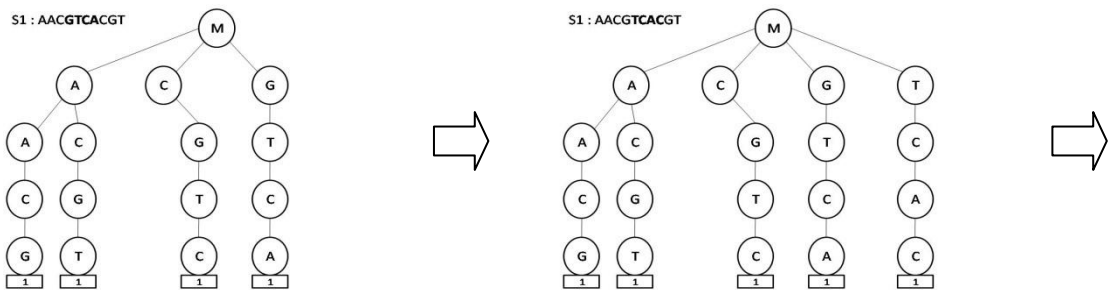 S1 : AACGTCACGT
M
A C G
A C G T
C G T C
G T C A
1 1 1 1
S1 : AACGTCACGT
M
A C G T
A C G T C
C G T C A
G T C A C
1 1 1 1 1